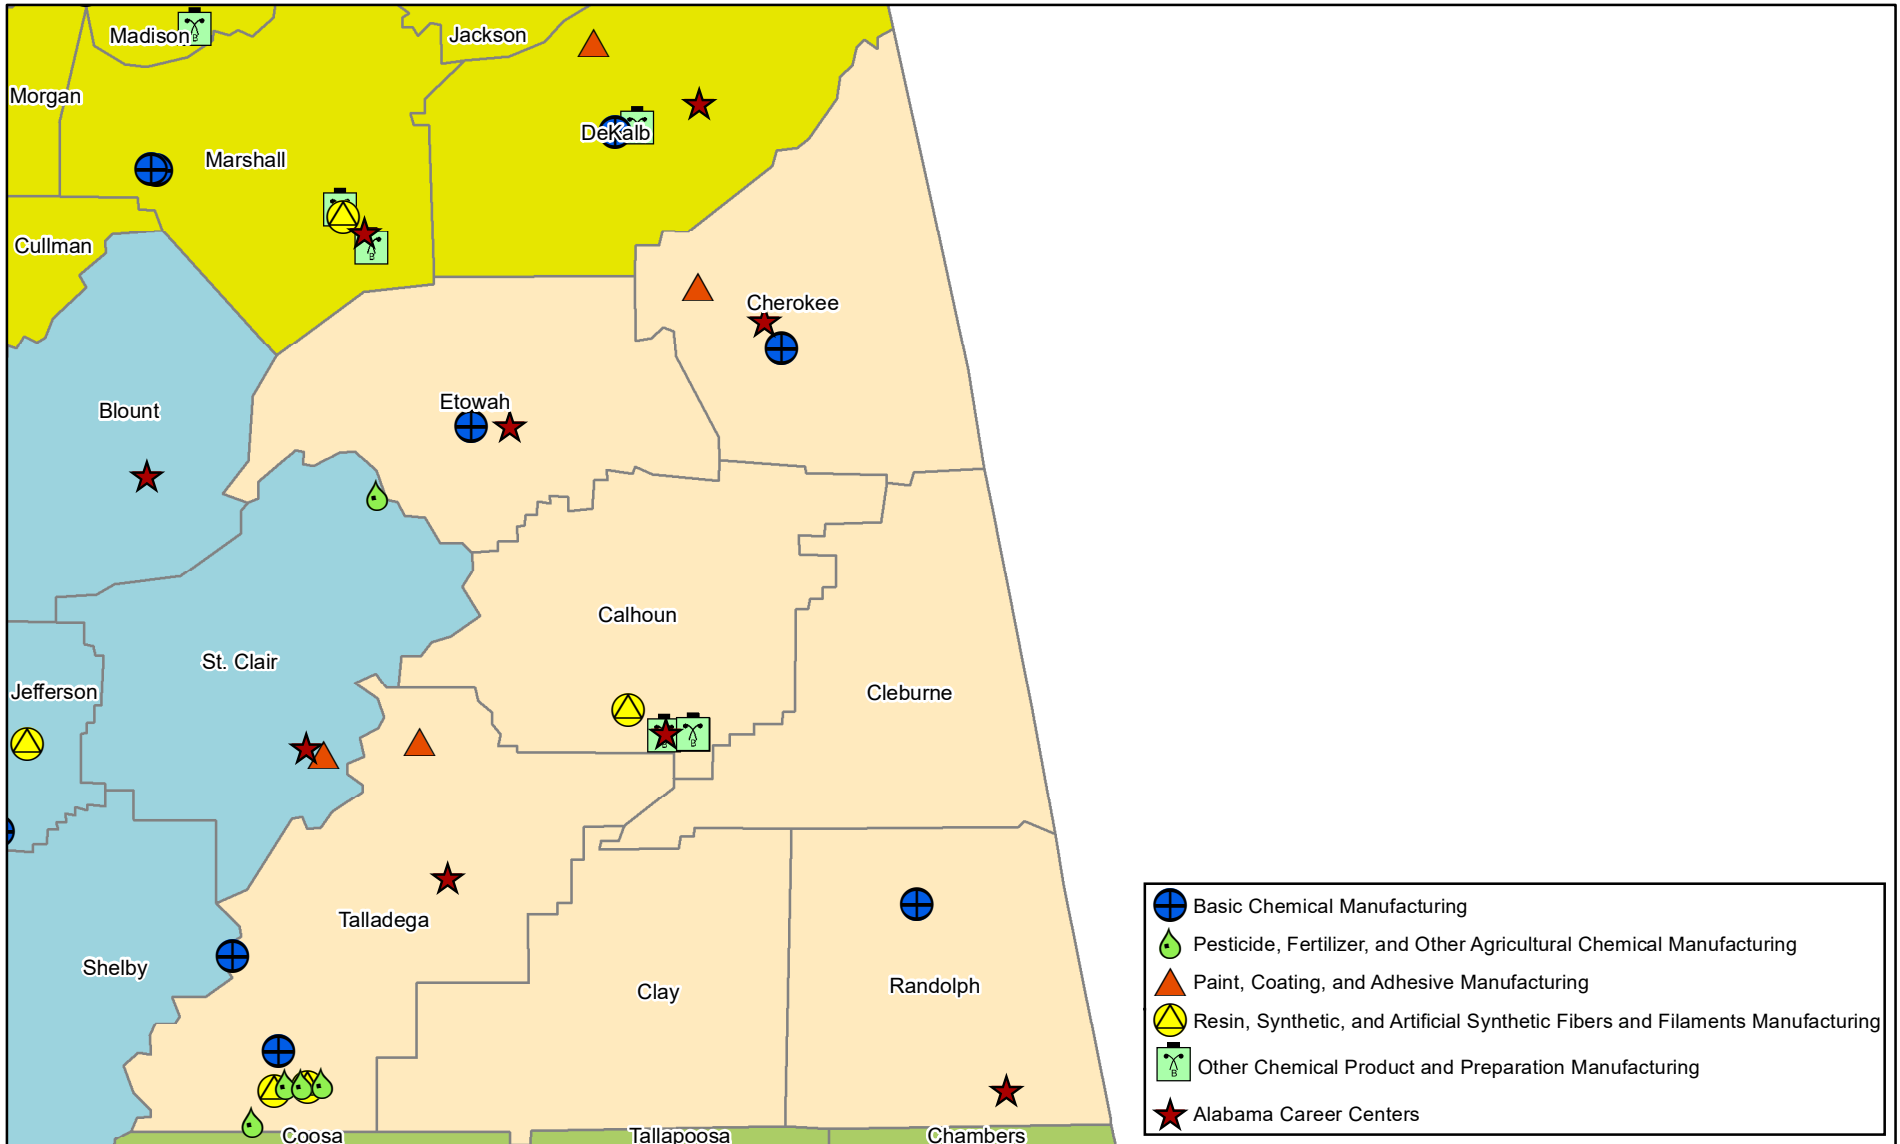 Madison
Jackson
Morgan
DeKalb
Marshall
Cullman
Cherokee
Etowah
Blount
Calhoun
St. Clair
Jefferson
Cleburne
Talladega
Shelby
Clay
Randolph
Coosa
Tallapoosa
Chambers
Basic Chemical Manufacturing
Pesticide, Fertilizer, and Other Agricultural Chemical Manufacturing
Paint, Coating, and Adhesive Manufacturing
Resin, Synthetic, and Artificial Synthetic Fibers and Filaments Manufacturing
Other Chemical Product and Preparation Manufacturing
Alabama Career Centers